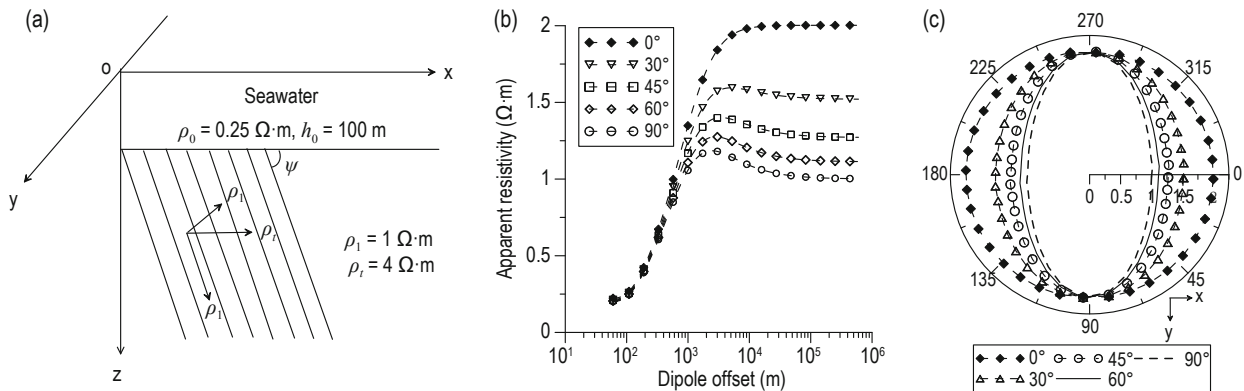 (a)
o
x
Seawater
ρ₀ = 0.25 Ω·m, h₀ = 100 m
ψ
y
ρ₁
ρₜ
ρ₁ = 1 Ω·m
ρₜ = 4 Ω·m
ρ₁
z
(b)
Apparent resistivity (Ω·m)
2
1.5
1
0.5
0
0°
30°
45°
60°
90°
10¹ 10² 10³ 10⁴ 10⁵ 10⁶
Dipole offset (m)
(c)
270
225 315
180 0
0 0.5 1 1.5
135 45
90
x
y
0° 45° 90°
30° 60°